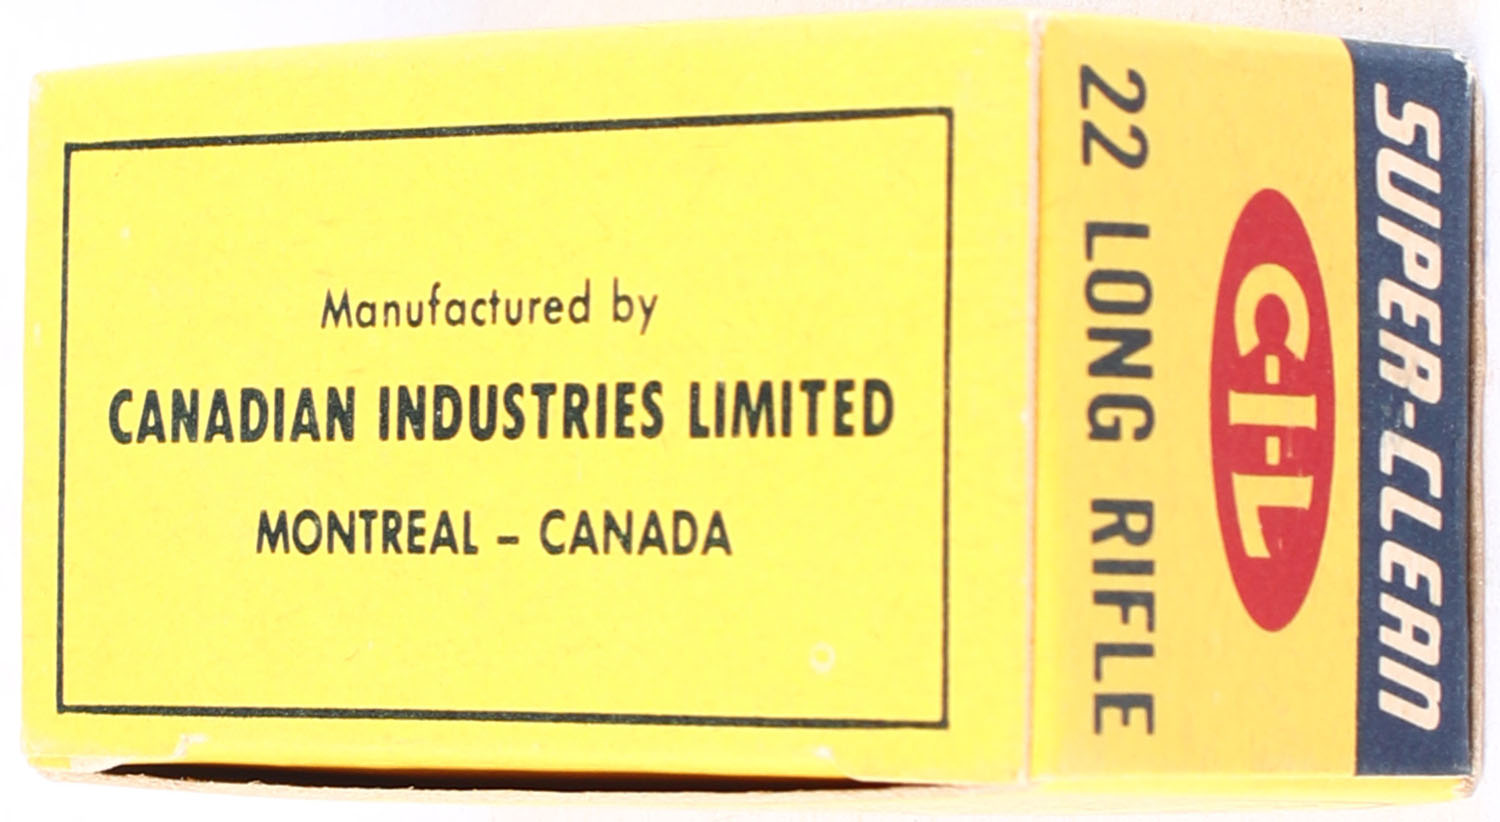 Manufactured by
CANADIAN INDUSTRIES LIMITED
MONTREAL – CANADA
SUPER-CLEAN
C-I-L
22 LONG RIFLE